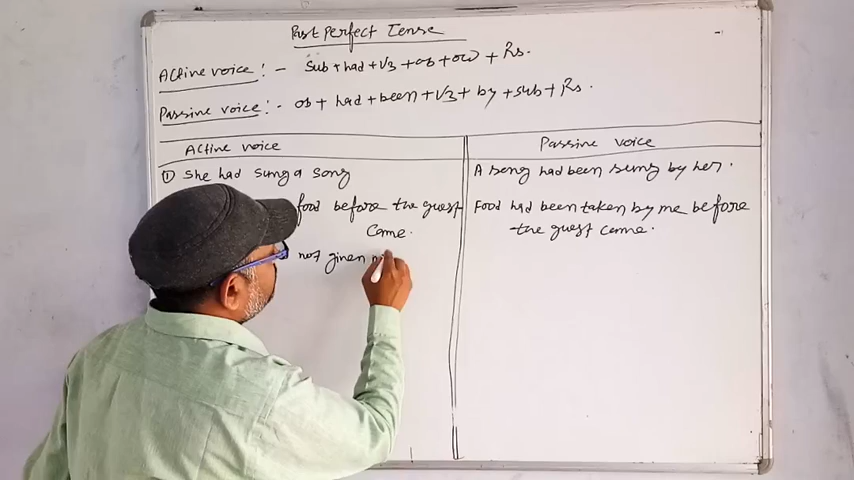 Past Perfect Tense
Active voice :- Sub + had + V3 + ob + ow + Rs.
Passive voice :- ob + had + been + V3 + by + sub + Rs.
Active voice
Passive voice
① She had sung a song
A song had been sung by her.
food before the guest
came.
Food had been taken by me before
the guest came.
not given